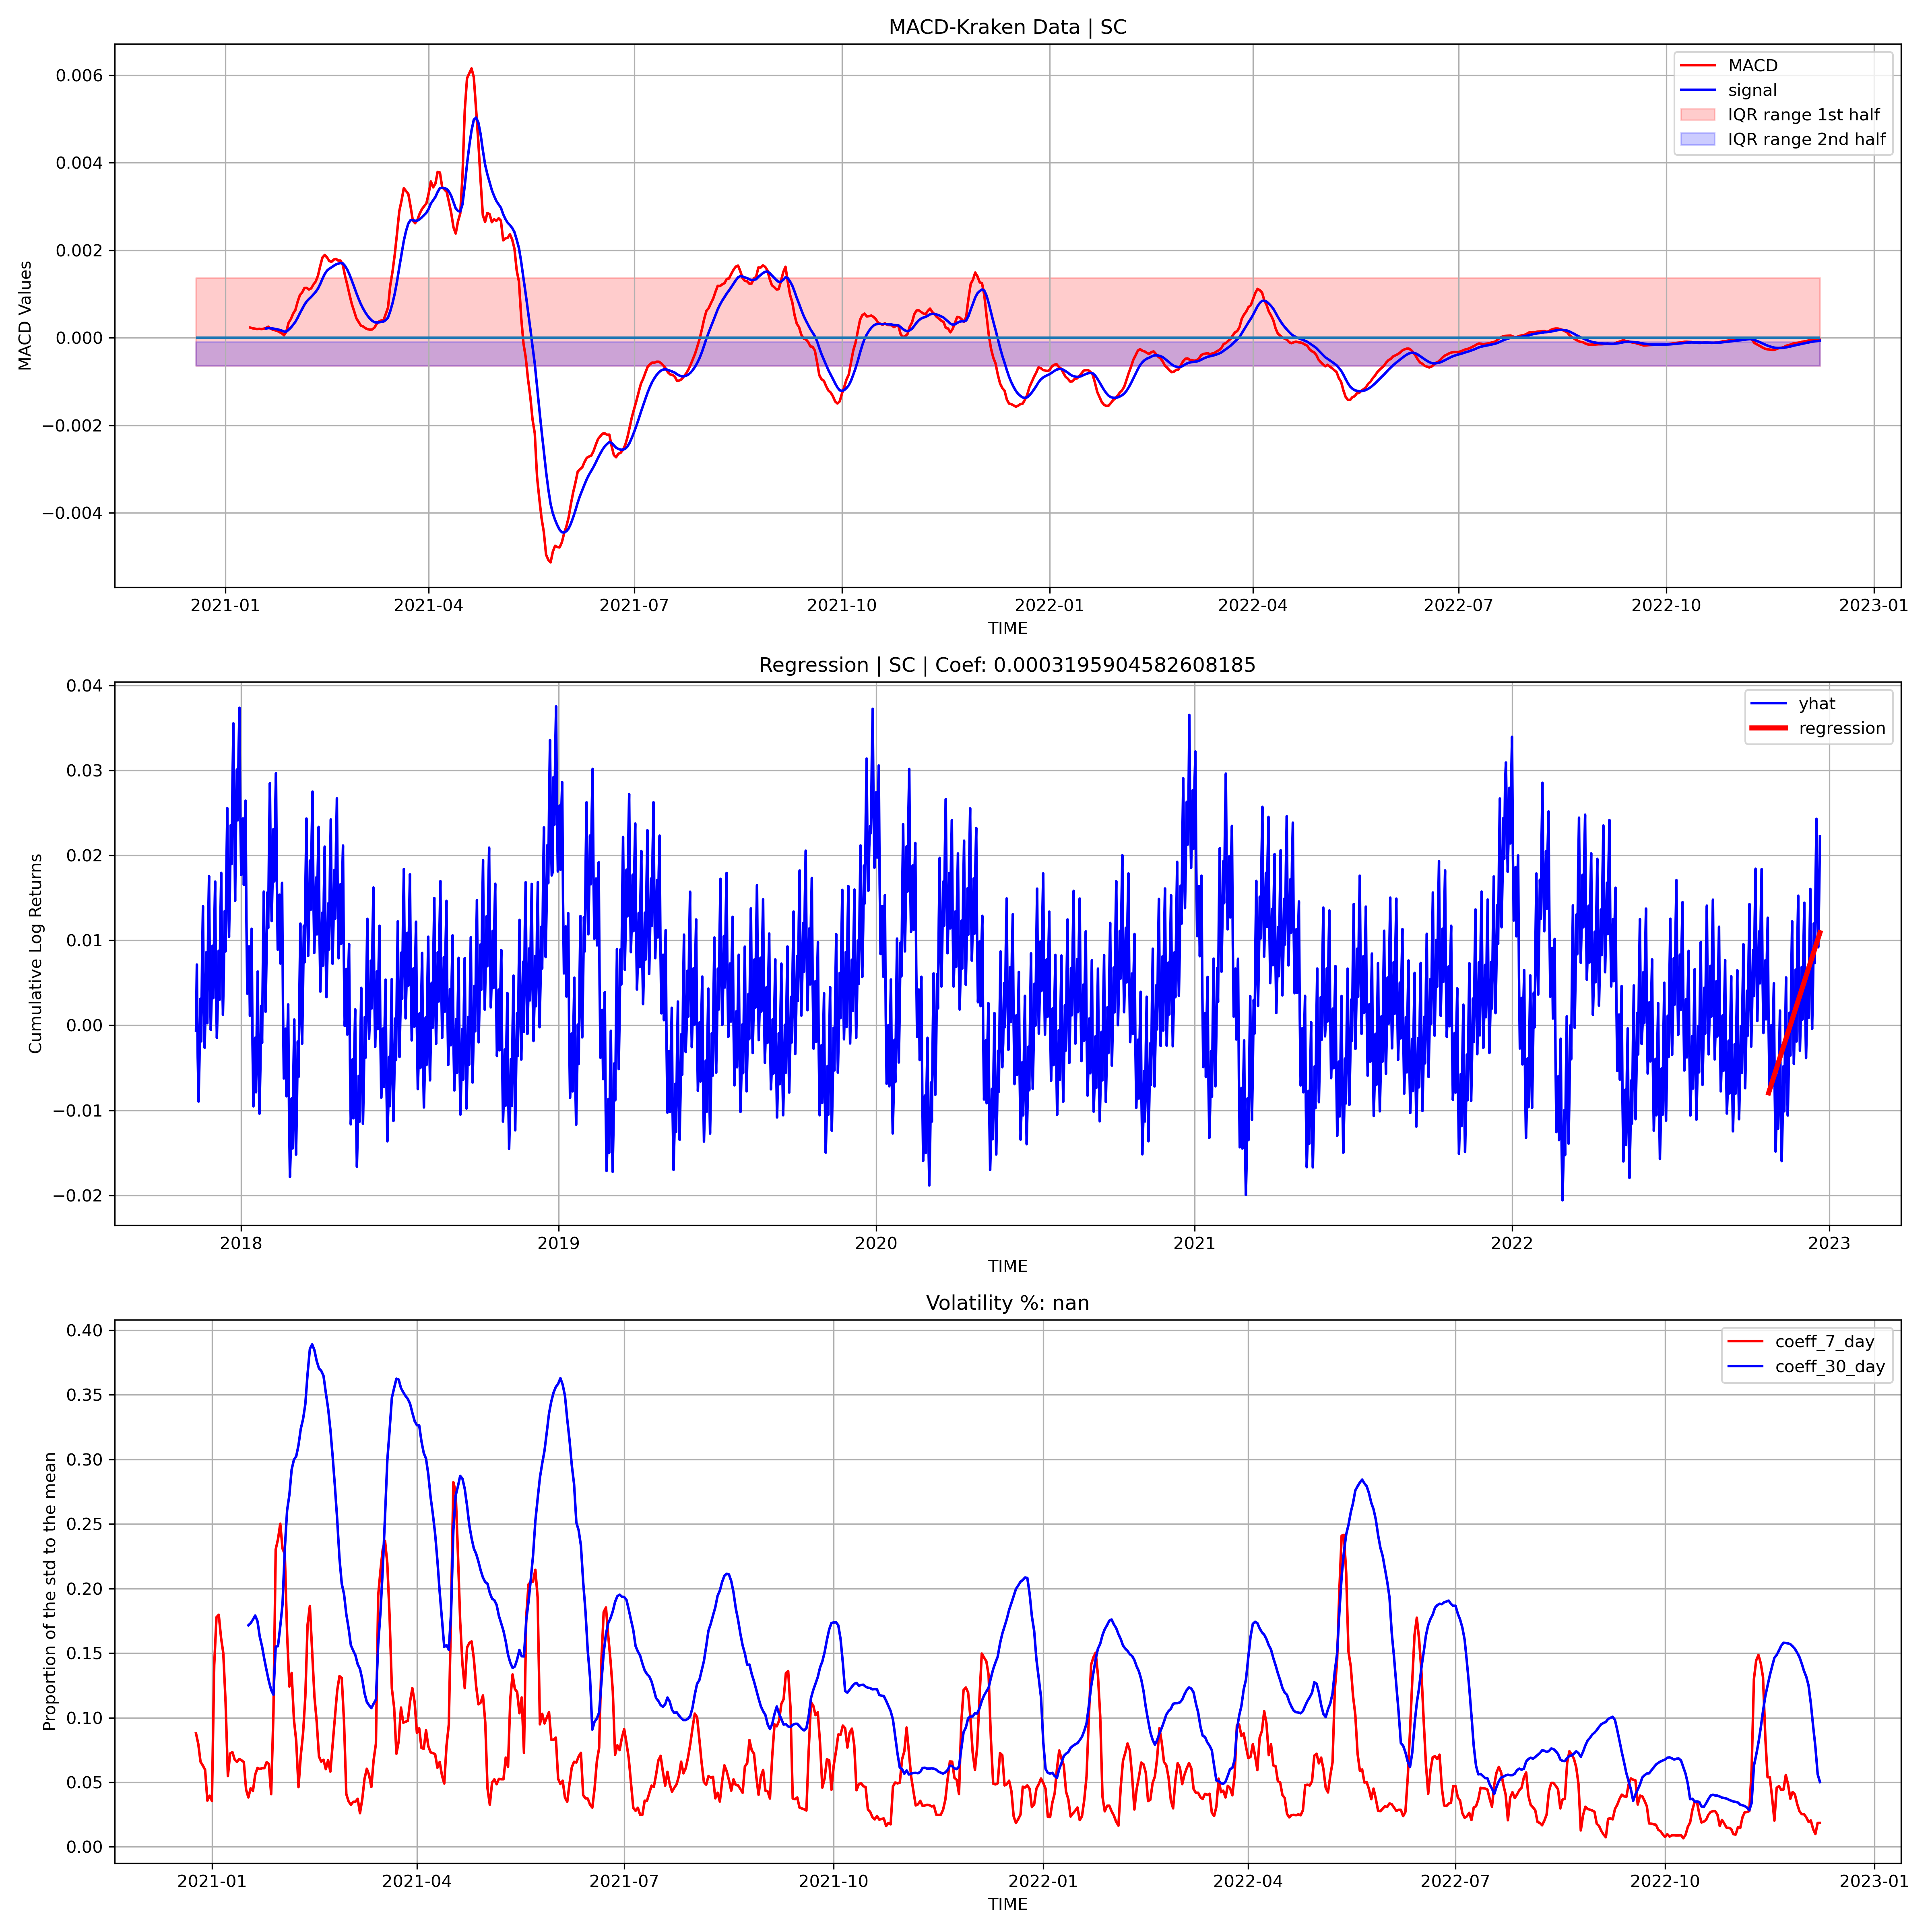 MACD-Kraken Data | SC
MACD Values
0.006
0.004
0.002
0.000
−0.002
−0.004
MACD
signal
IQR range 1st half
IQR range 2nd half
2021-01
2021-04
2021-07
2021-10
2022-01
2022-04
2022-07
2022-10
2023-01
TIME
Regression | SC | Coef: 0.0003195904582608185
Cumulative Log Returns
0.04
0.03
0.02
0.01
0.00
−0.01
−0.02
yhat
regression
2018
2019
2020
2021
2022
2023
TIME
Volatility %: nan
Proportion of the std to the mean
0.40
0.35
0.30
0.25
0.20
0.15
0.10
0.05
0.00
coeff_7_day
coeff_30_day
2021-01
2021-04
2021-07
2021-10
2022-01
2022-04
2022-07
2022-10
2023-01
TIME